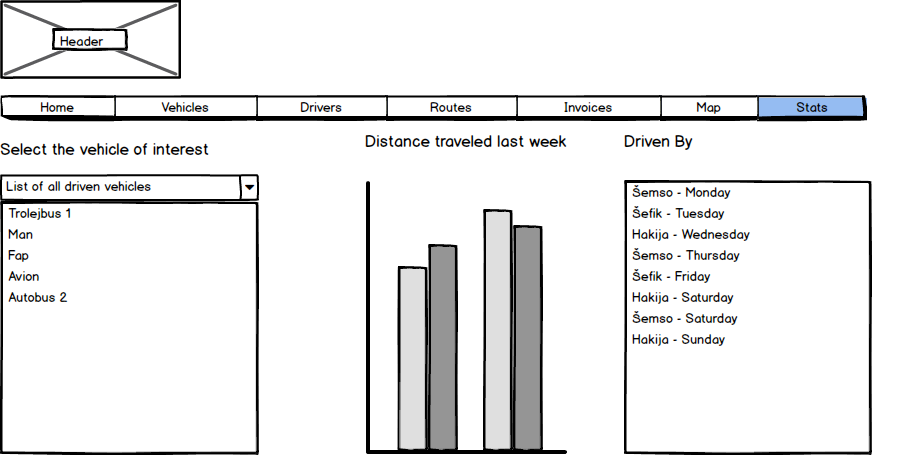 Header
Home Vehicles Drivers Routes Invoices Map Stats
Select the vehicle of interest
List of all driven vehicles
Trolejbus 1
Man
Fap
Avion
Autobus 2
Distance traveled last week
Driven By
Šemso - Monday
Šefik - Tuesday
Hakija - Wednesday
Šemso - Thursday
Šefik - Friday
Hakija - Saturday
Šemso - Saturday
Hakija - Sunday